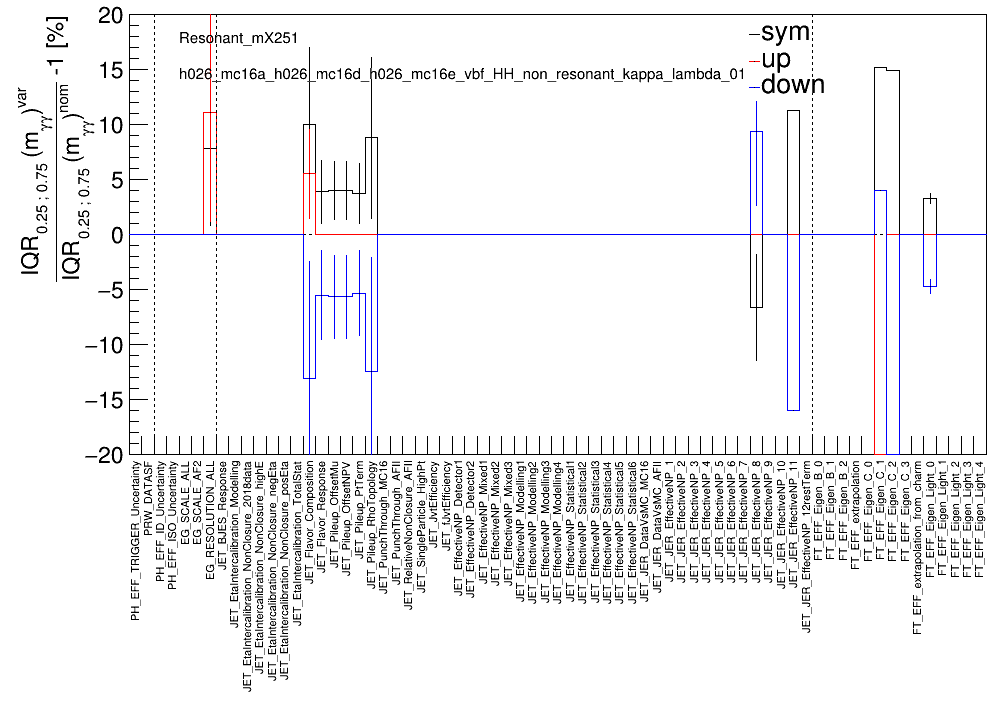 Resonant_mX251
h026_mc16a_h026_mc16d_h026_mc16e_vbf_HH_non_resonant_kappa_lambda_01
sym
up
down
IQR0.25 ; 0.75 (mγγ)var
IQR0.25 ; 0.75 (mγγ)nom
-1 [%]
20
15
10
5
0
−5
−10
−15
−20
PH_EFF_TRIGGER_Uncertainty
PRW_DATASF
PH_EFF_ID_Uncertainty
PH_EFF_ISO_Uncertainty
EG_SCALE_ALL
EG_SCALE_AF2
EG_RESOLUTION_ALL
JET_BJES_Response
JET_EtaIntercalibration_Modelling
JET_EtaIntercalibration_NonClosure_2018data
JET_EtaIntercalibration_NonClosure_highE
JET_EtaIntercalibration_NonClosure_negEta
JET_EtaIntercalibration_NonClosure_posEta
JET_EtaIntercalibration_TotalStat
JET_Flavor_Composition
JET_Flavor_Response
JET_Pileup_OffsetMu
JET_Pileup_OffsetNPV
JET_Pileup_PtTerm
JET_Pileup_RhoTopology
JET_PunchThrough_MC16
JET_PunchThrough_AFII
JET_RelativeNonClosure_AFII
JET_SingleParticle_HighPt
JET_JvtEfficiency
JET_fJvtEfficiency
JET_EffectiveNP_Detector1
JET_EffectiveNP_Detector2
JET_EffectiveNP_Mixed1
JET_EffectiveNP_Mixed2
JET_EffectiveNP_Mixed3
JET_EffectiveNP_Modelling1
JET_EffectiveNP_Modelling2
JET_EffectiveNP_Modelling3
JET_EffectiveNP_Modelling4
JET_EffectiveNP_Statistical1
JET_EffectiveNP_Statistical2
JET_EffectiveNP_Statistical3
JET_EffectiveNP_Statistical4
JET_EffectiveNP_Statistical5
JET_EffectiveNP_Statistical6
JET_JER_DataVsMC_MC16
JET_JER_DataVsMC_AFII
JET_JER_EffectiveNP_1
JET_JER_EffectiveNP_2
JET_JER_EffectiveNP_3
JET_JER_EffectiveNP_4
JET_JER_EffectiveNP_5
JET_JER_EffectiveNP_6
JET_JER_EffectiveNP_7
JET_JER_EffectiveNP_8
JET_JER_EffectiveNP_9
JET_JER_EffectiveNP_10
JET_JER_EffectiveNP_11
JET_JER_EffectiveNP_12restTerm
FT_EFF_Eigen_B_0
FT_EFF_Eigen_B_1
FT_EFF_Eigen_B_2
FT_EFF_extrapolation
FT_EFF_Eigen_C_0
FT_EFF_Eigen_C_1
FT_EFF_Eigen_C_2
FT_EFF_Eigen_C_3
FT_EFF_extrapolation_from_charm
FT_EFF_Eigen_Light_0
FT_EFF_Eigen_Light_1
FT_EFF_Eigen_Light_2
FT_EFF_Eigen_Light_3
FT_EFF_Eigen_Light_4